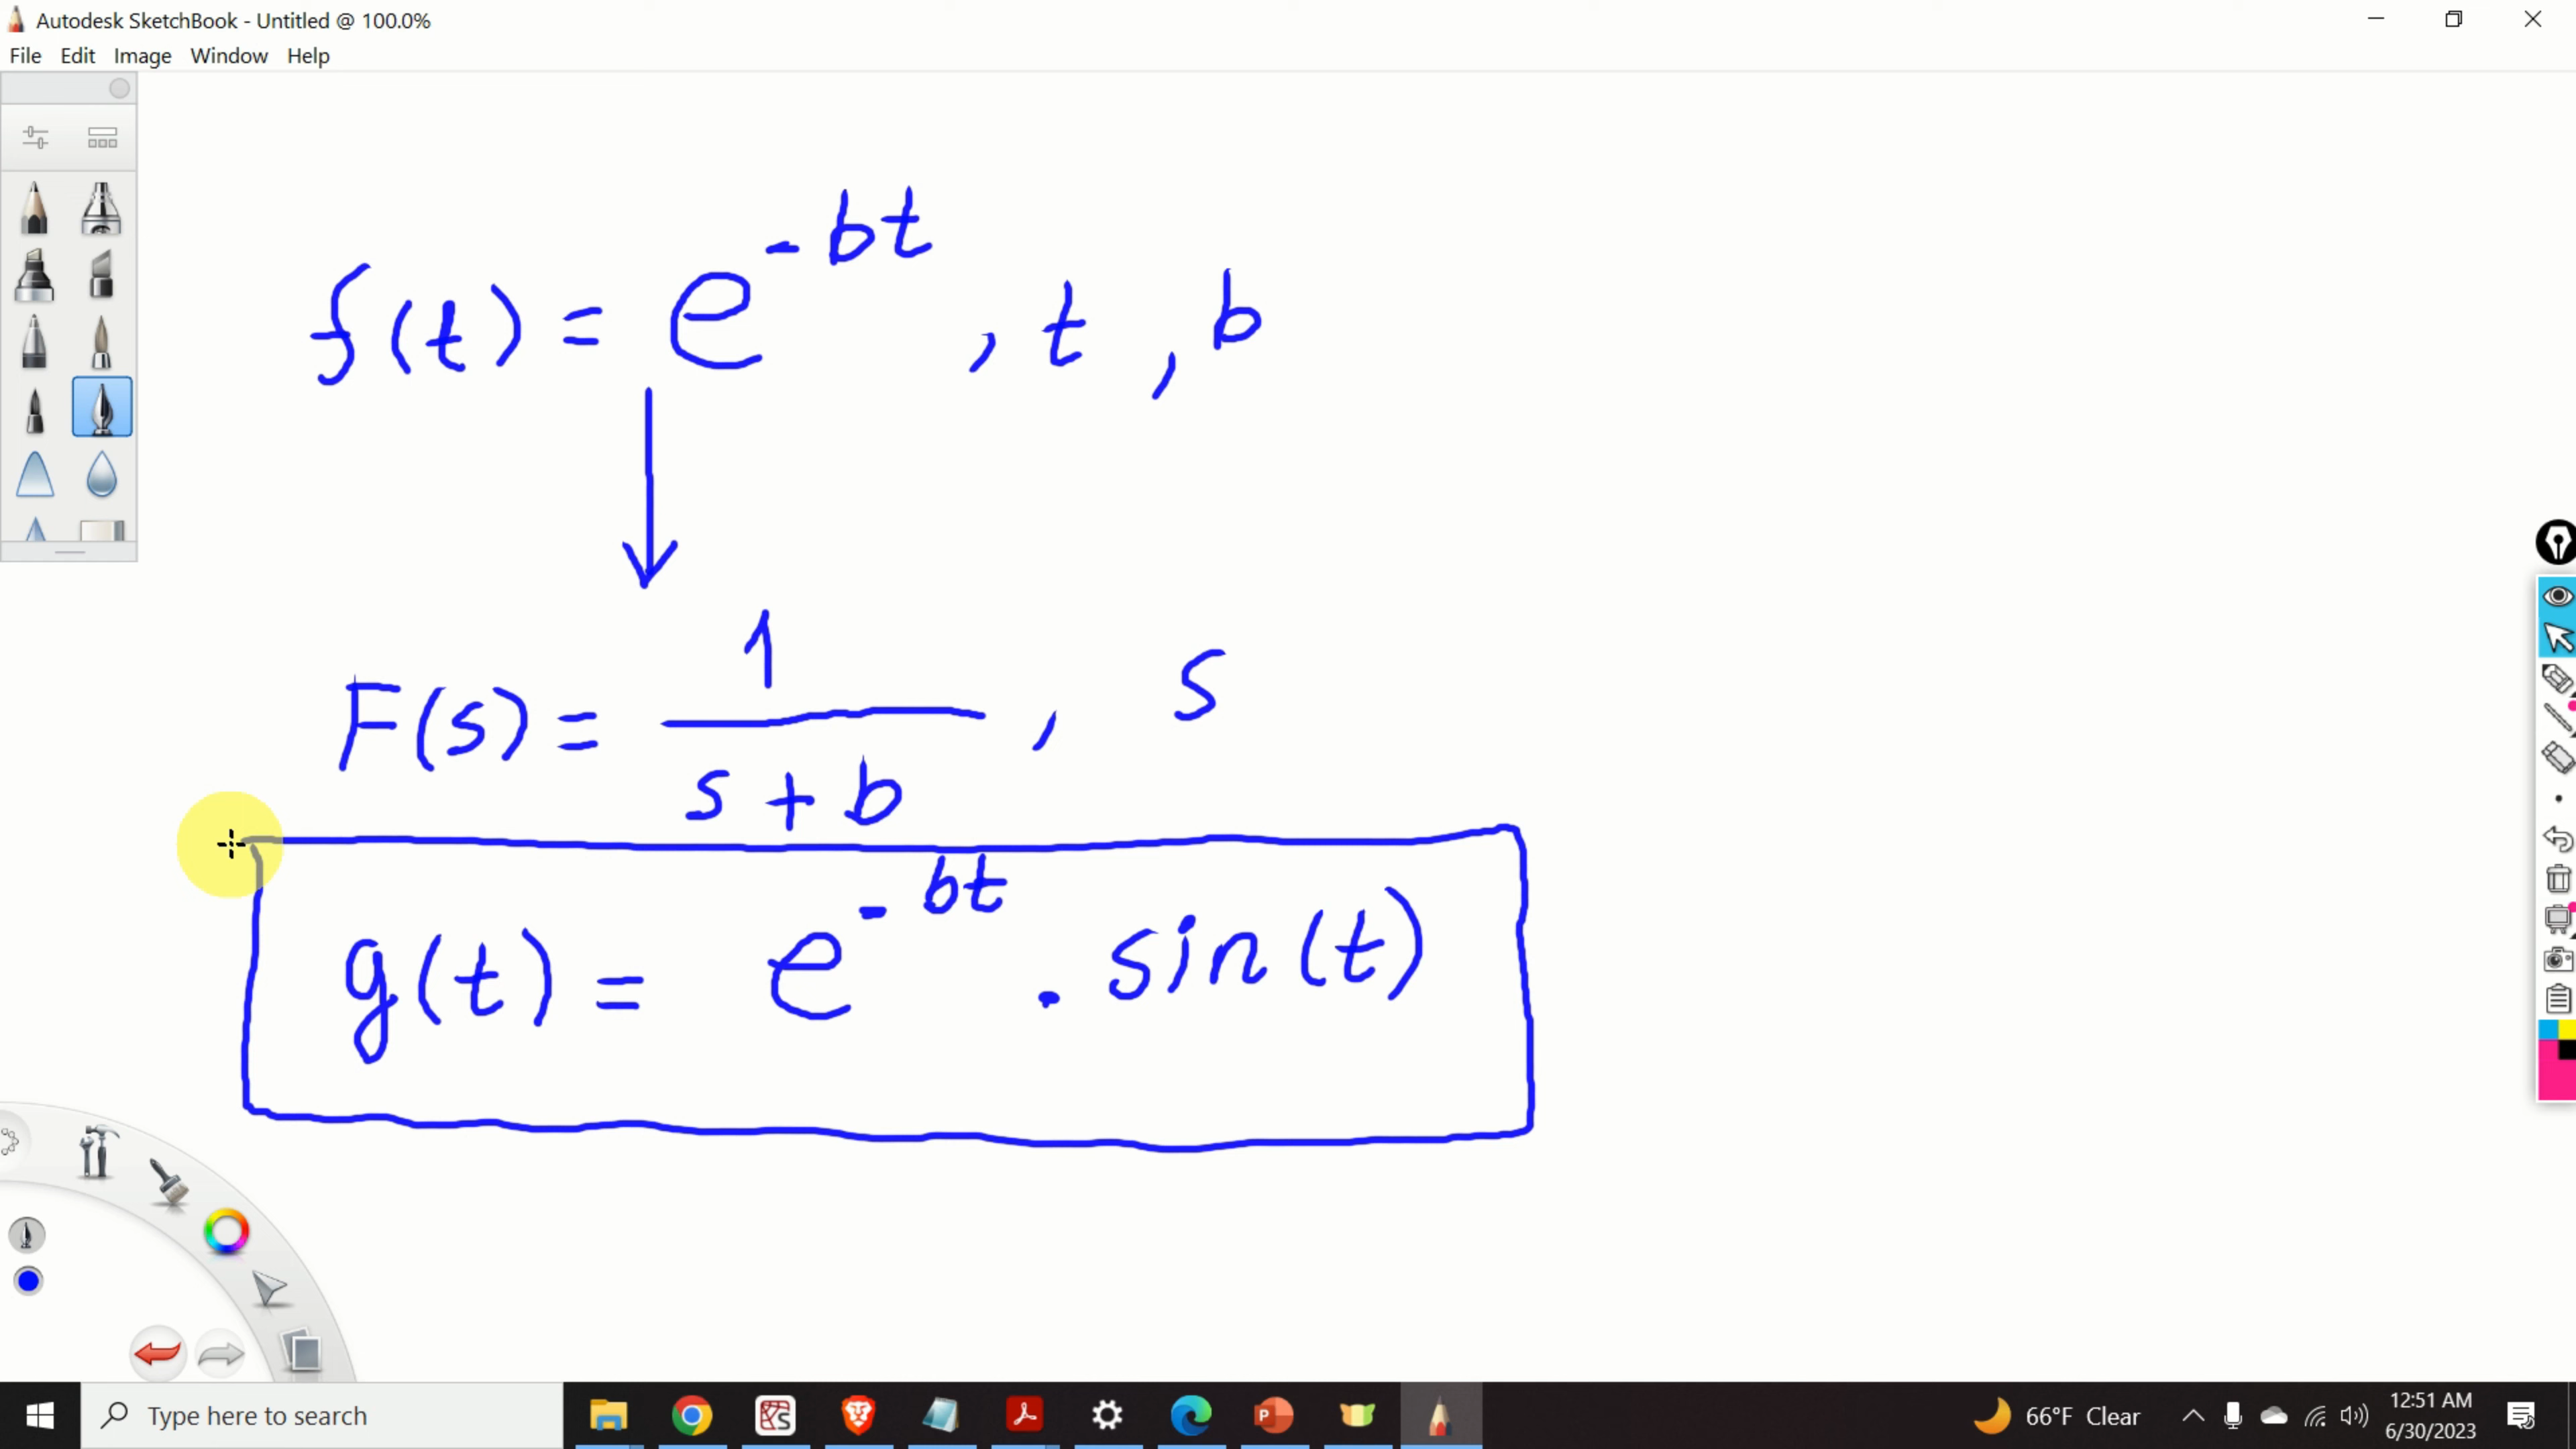 Autodesk SketchBook - Untitled @ 100.0%
File Edit Image Window Help
f(t) = e^{-bt} , t , b
F(s) = \frac{1}{s + b} , s
g(t) = e^{-bt} . sin(t)
Type here to search
66°F Clear
12:51 AM
6/30/2023